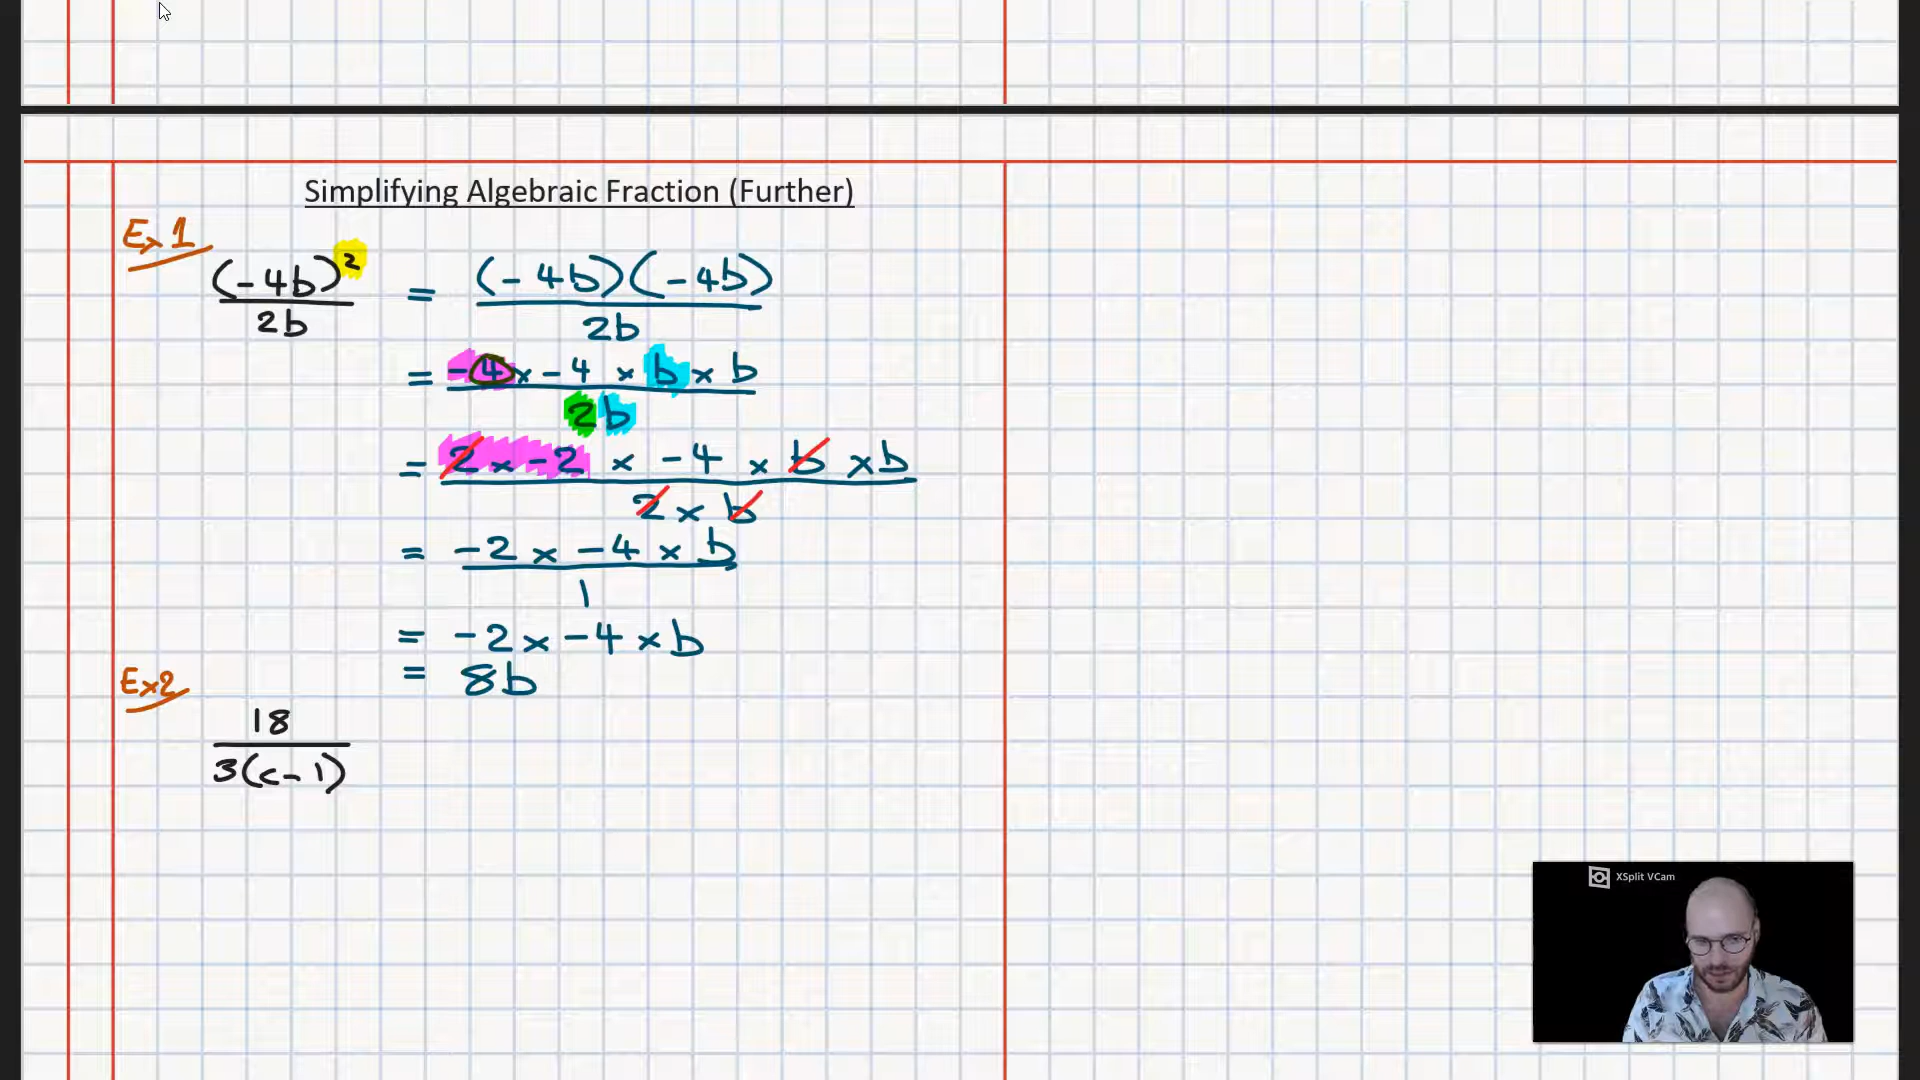 Simplifying Algebraic Fraction (Further)
Ex 1
(-4b)² / 2b = (-4b)(-4b) / 2b
= -4 x -4 x b x b / 2b
= 2 x -2 x -4 x b x b / 2 x b
= -2 x -4 x b / 1
= -2 x -4 x b
= 8b
Ex2
18 / 3(c-1)
XSplit VCam